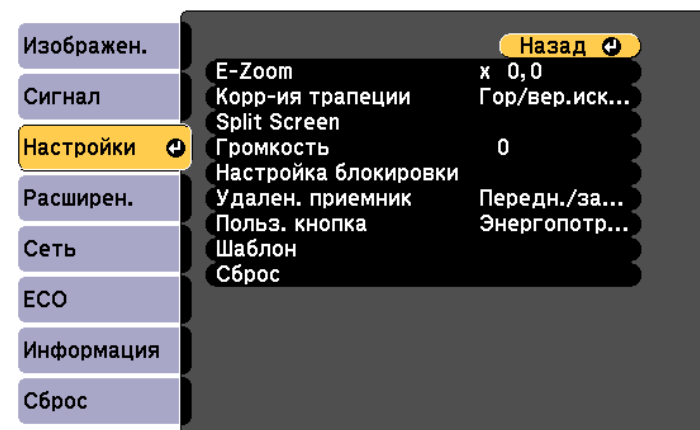 Изображен.
Сигнал
Настройки
Расширен.
Сеть
ECO
Информация
Сброс
Назад
E-Zoom x 0,0
Корр-ия трапеции Гор/вер.иск...
Split Screen
Громкость 0
Настройка блокировки
Удален. приемник Передн./за...
Польз. кнопка Энергопотр...
Шаблон
Сброс